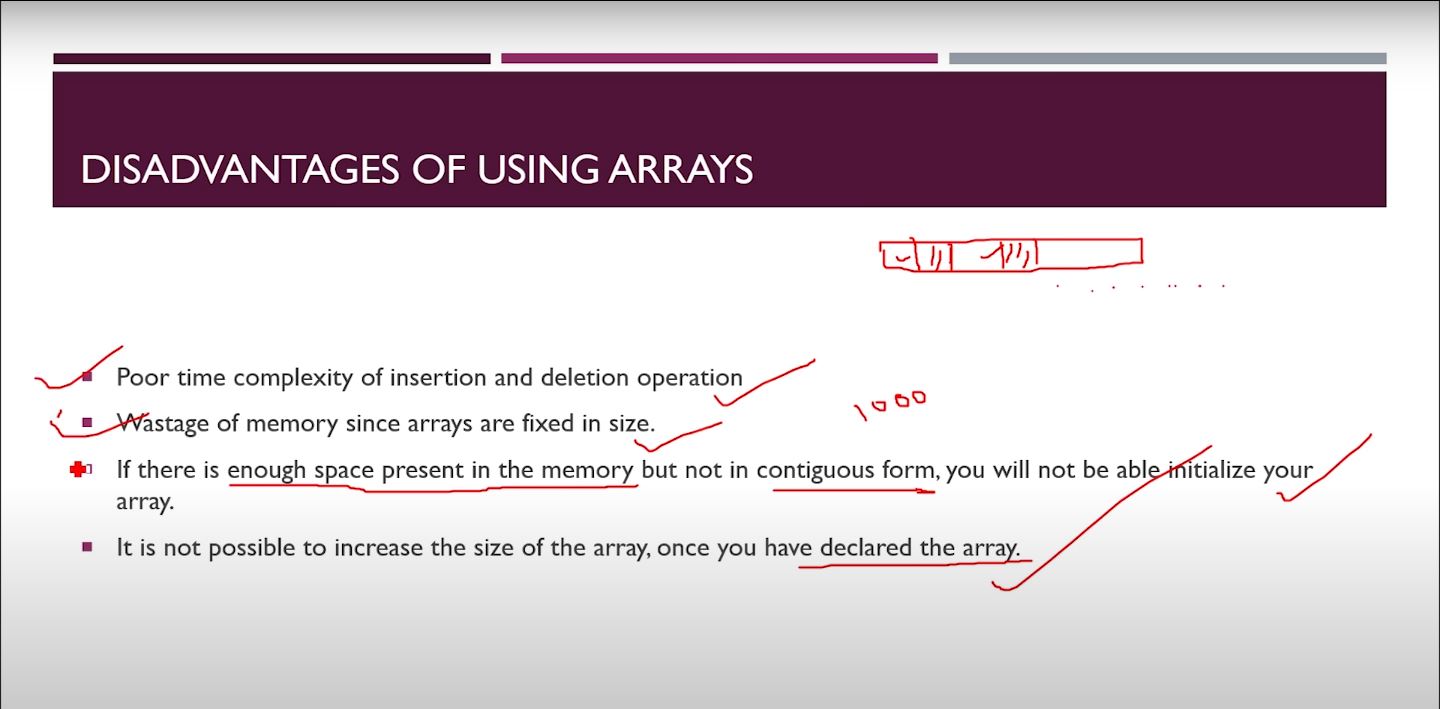 DISADVANTAGES OF USING ARRAYS
Poor time complexity of insertion and deletion operation
1000
Wastage of memory since arrays are fixed in size.
If there is enough space present in the memory but not in contiguous form, you will not be able initialize your
array.
It is not possible to increase the size of the array, once you have declared the array.